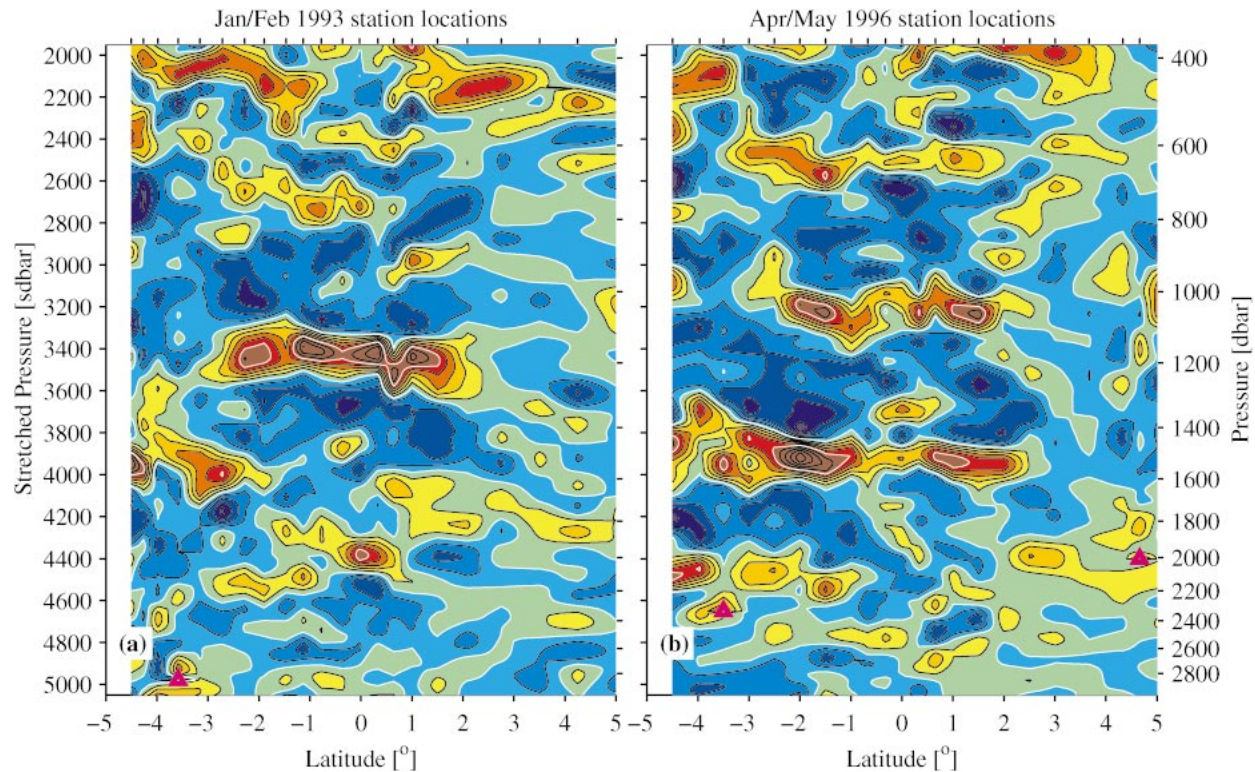 Jan/Feb 1993 station locations
Apr/May 1996 station locations
Stretched Pressure [sdbar]
2000
2200
2400
2600
2800
3000
3200
3400
3600
3800
4000
4200
4400
4600
4800
5000
(a)
−5 −4 −3 −2 −1 0 1 2 3 4 5
Latitude [o]
(b)
−5 −4 −3 −2 −1 0 1 2 3 4 5
Latitude [o]
400
600
800
1000
1200
1400
1600
1800
2000
2200
2400
2600
2800
Pressure [dbar]